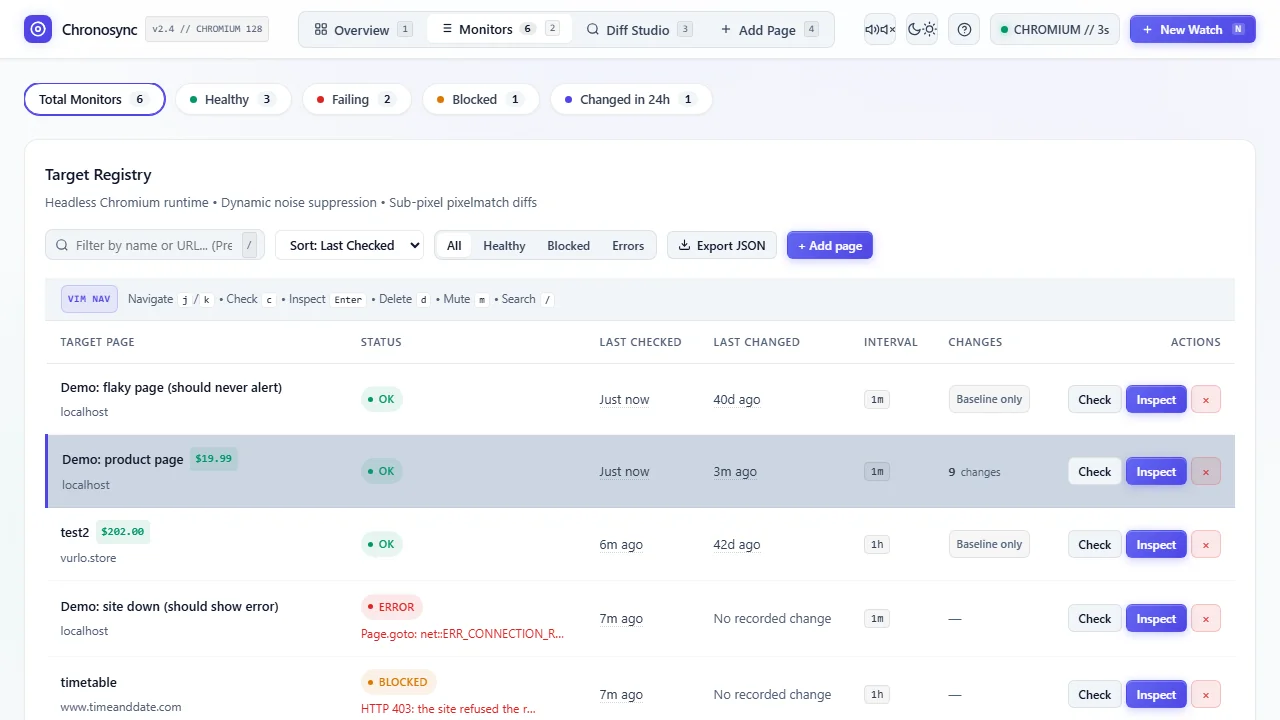 Chronosync v2.4 // CHROMIUM 128 Overview 1 Monitors 6 2 Diff Studio 3 + Add Page 4 CHROMIUM // 3s + New Watch N
Total Monitors 6 Healthy 3 Failing 2 Blocked 1 Changed in 24h 1
Target Registry
Headless Chromium runtime • Dynamic noise suppression • Sub-pixel pixelmatch diffs
Filter by name or URL... (Pre / Sort: Last Checked All Healthy Blocked Errors Export JSON + Add page
VIM NAV Navigate j / k • Check c • Inspect Enter • Delete d • Mute m • Search /
TARGET PAGE STATUS LAST CHECKED LAST CHANGED INTERVAL CHANGES ACTIONS
Demo: flaky page (should never alert)
localhost
OK Just now 40d ago 1m Baseline only Check Inspect ×
Demo: product page $19.99
localhost
OK Just now 3m ago 1m 9 changes Check Inspect ×
test2 $202.00
vurlo.store
OK 6m ago 42d ago 1h Baseline only Check Inspect ×
Demo: site down (should show error)
localhost
ERROR
Page.goto: net::ERR_CONNECTION_R...
7m ago No recorded change 1m — Check Inspect ×
timetable
www.timeanddate.com
BLOCKED
HTTP 403: the site refused the r...
7m ago No recorded change 1h — Check Inspect ×